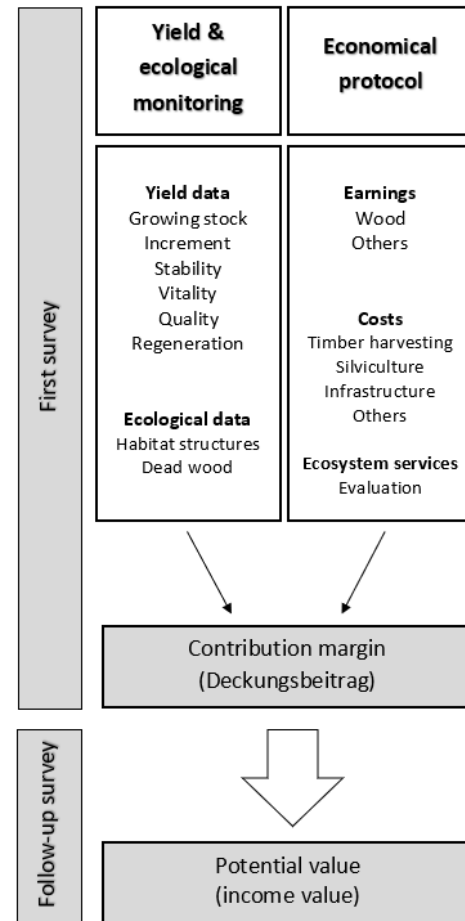 Yield &
ecological
monitoring
Economical
protocol
First survey
Yield data
Growing stock
Increment
Stability
Vitality
Quality
Regeneration
Ecological data
Habitat structures
Dead wood
Earnings
Wood
Others
Costs
Timber harvesting
Silviculture
Infrastructure
Others
Ecosystem services
Evaluation
Contribution margin
(Deckungsbeitrag)
Follow-up survey
Potential value
(income value)